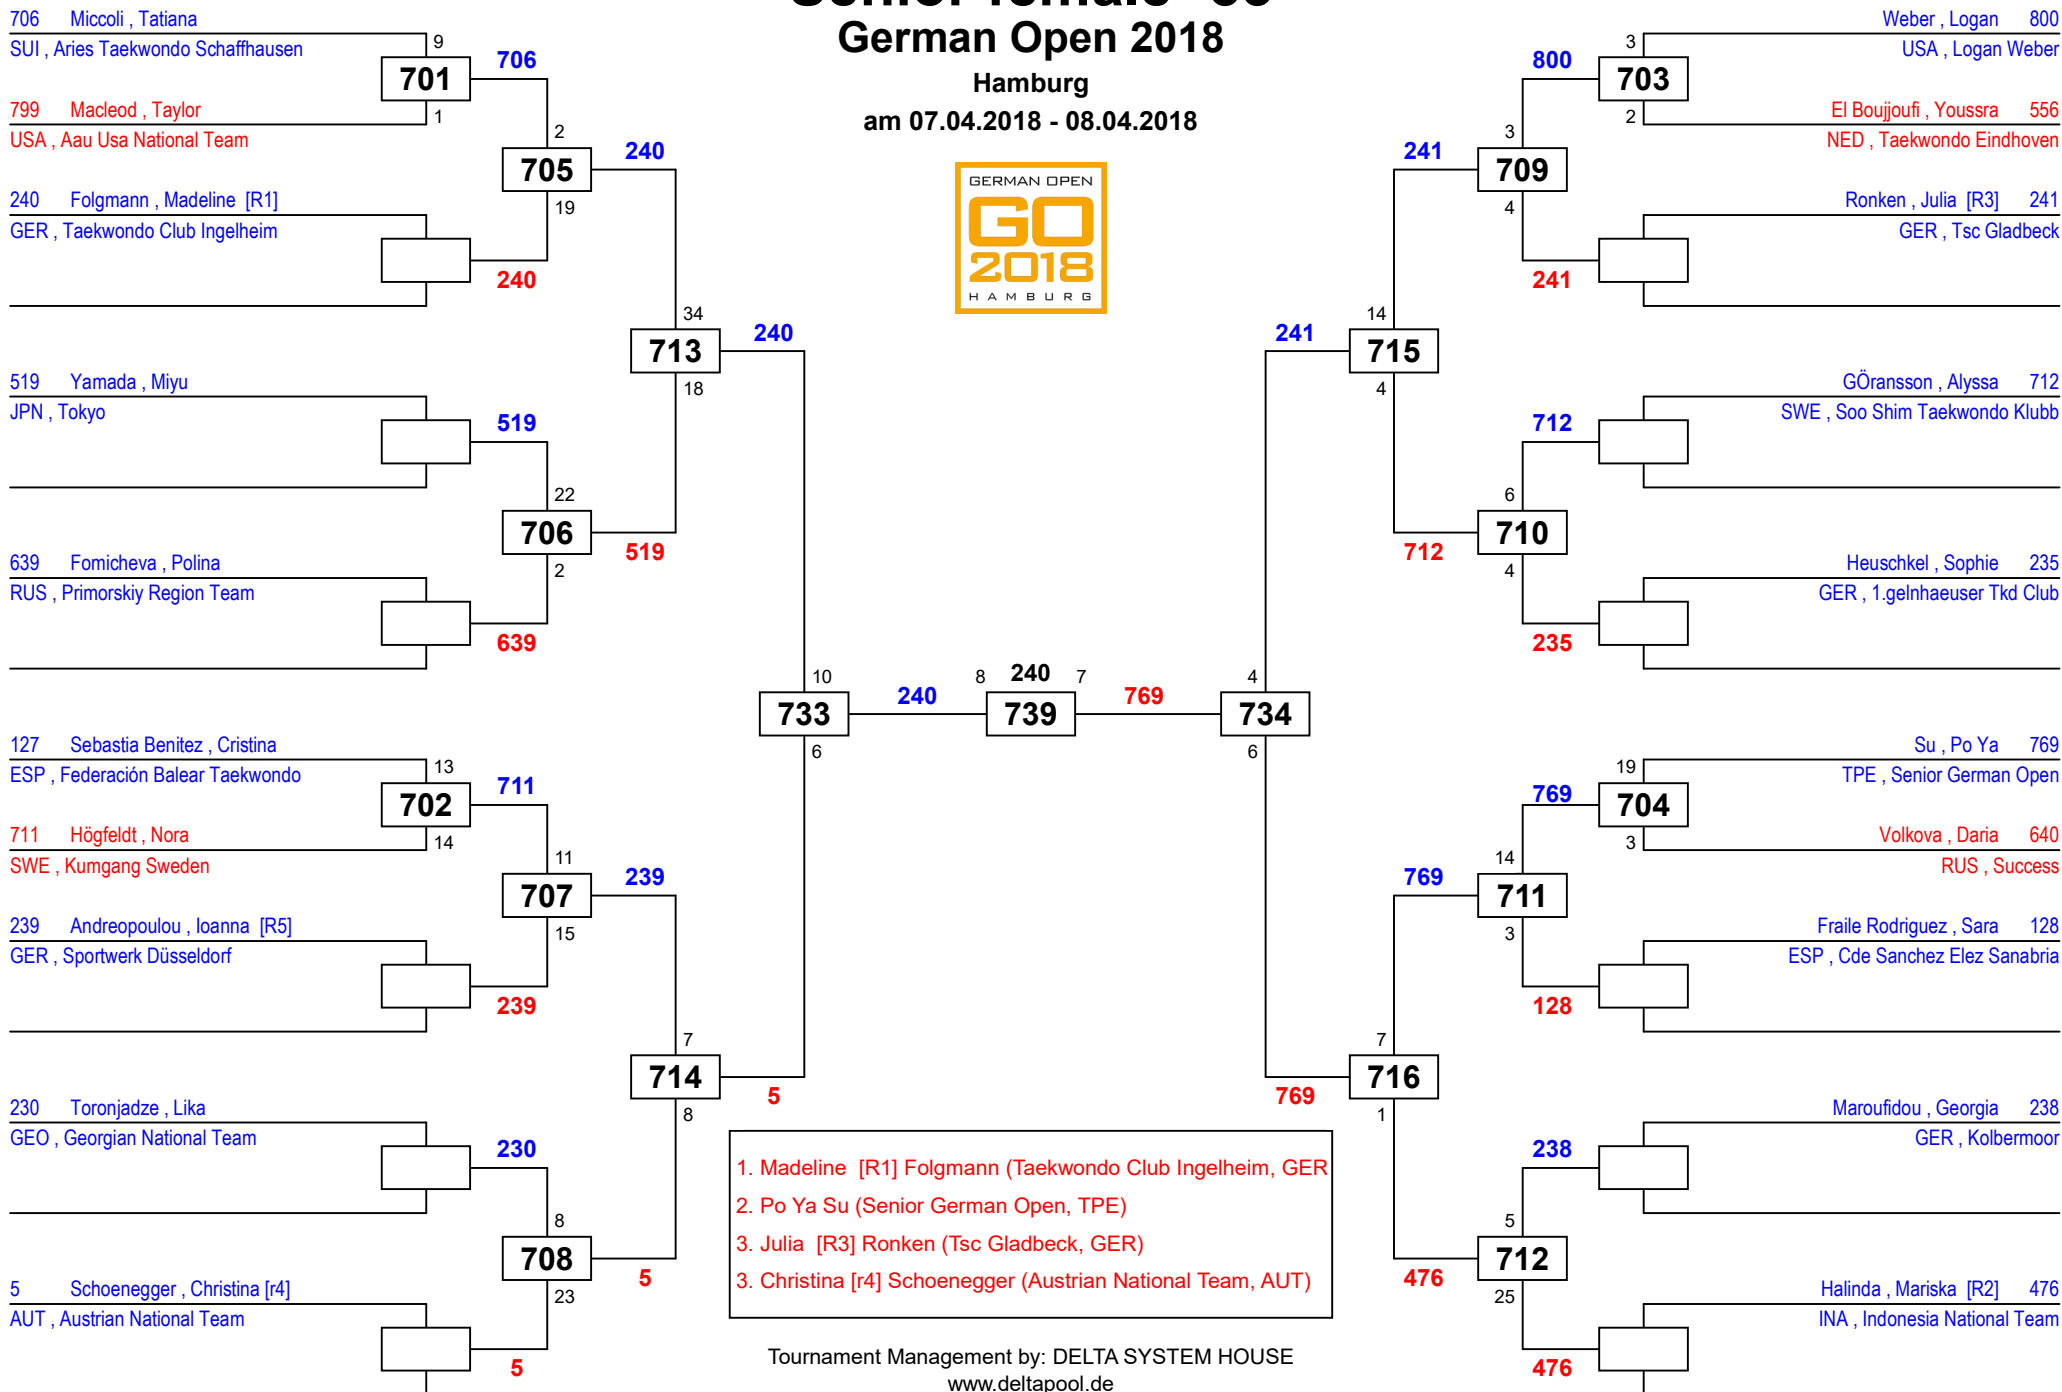 German Open 2018
Hamburg
am 07.04.2018 - 08.04.2018
GERMAN OPEN
GO
2018
HAMBURG
706 Miccoli , Tatiana
SUI , Aries Taekwondo Schaffhausen
9
701
706
799 Macleod , Taylor
1
USA , Aau Usa National Team
2
705
240
19
240 Folgmann , Madeline [R1]
GER , Taekwondo Club Ingelheim
240
34
713
240
18
519 Yamada , Miyu
JPN , Tokyo
519
22
706
519
2
639 Fomicheva , Polina
RUS , Primorskiy Region Team
639
10
733
240
6
127 Sebastia Benitez , Cristina
ESP , Federación Balear Taekwondo
13
702
711
711 Högfeldt , Nora
14
SWE , Kumgang Sweden
11
707
239
15
239 Andreopoulou , Ioanna [R5]
GER , Sportwerk Düsseldorf
239
7
714
5
8
230 Toronjadze , Lika
GEO , Georgian National Team
230
8
708
5
23
5 Schoenegger , Christina [r4]
AUT , Austrian National Team
5
8 240 7
739
769
Weber , Logan 800
USA , Logan Weber
3
800
703
El Boujjoufi , Youssra 556
2
NED , Taekwondo Eindhoven
3
241
709
4
Ronken , Julia [R3] 241
GER , Tsc Gladbeck
241
14
241
715
4
GÖransson , Alyssa 712
SWE , Soo Shim Taekwondo Klubb
712
6
710
712
4
Heuschkel , Sophie 235
GER , 1.gelnhaeuser Tkd Club
235
4
734
6
Su , Po Ya 769
TPE , Senior German Open
19
769
704
Volkova , Daria 640
3
RUS , Success
14
769
711
3
Fraile Rodriguez , Sara 128
ESP , Cde Sanchez Elez Sanabria
128
7
716
769
1
Maroufidou , Georgia 238
GER , Kolbermoor
238
5
712
476
25
Halinda , Mariska [R2] 476
INA , Indonesia National Team
476
1. Madeline [R1] Folgmann (Taekwondo Club Ingelheim, GER
2. Po Ya Su (Senior German Open, TPE)
3. Julia [R3] Ronken (Tsc Gladbeck, GER)
3. Christina [r4] Schoenegger (Austrian National Team, AUT)
Tournament Management by: DELTA SYSTEM HOUSE
www.deltapool.de